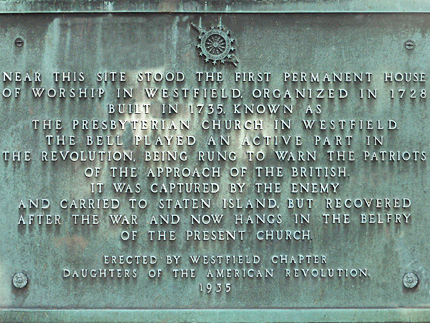 NEAR THIS SITE STOOD THE FIRST PERMANENT HOUSE
OF WORSHIP IN WESTFIELD, ORGANIZED IN 1728
BUILT IN 1735, KNOWN AS
THE PRESBYTERIAN CHURCH IN WESTFIELD.
THE BELL PLAYED AN ACTIVE PART IN
THE REVOLUTION, BEING RUNG TO WARN THE PATRIOTS
OF THE APPROACH OF THE BRITISH.
IT WAS CAPTURED BY THE ENEMY
AND CARRIED TO STATEN ISLAND, BUT RECOVERED
AFTER THE WAR AND NOW HANGS IN THE BELFRY
OF THE PRESENT CHURCH.
ERECTED BY WESTFIELD CHAPTER
DAUGHTERS OF THE AMERICAN REVOLUTION,
1935